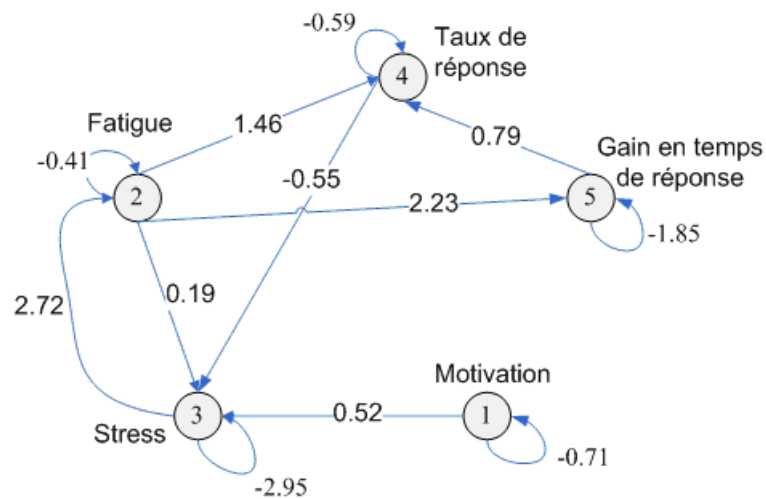 -0.59
Taux de
réponse
4
Fatigue
1.46
0.79
-0.41
Gain en temps
de réponse
-0.55
2
2.23
5
-1.85
0.19
2.72
Motivation
3
0.52
1
Stress
-0.71
-2.95